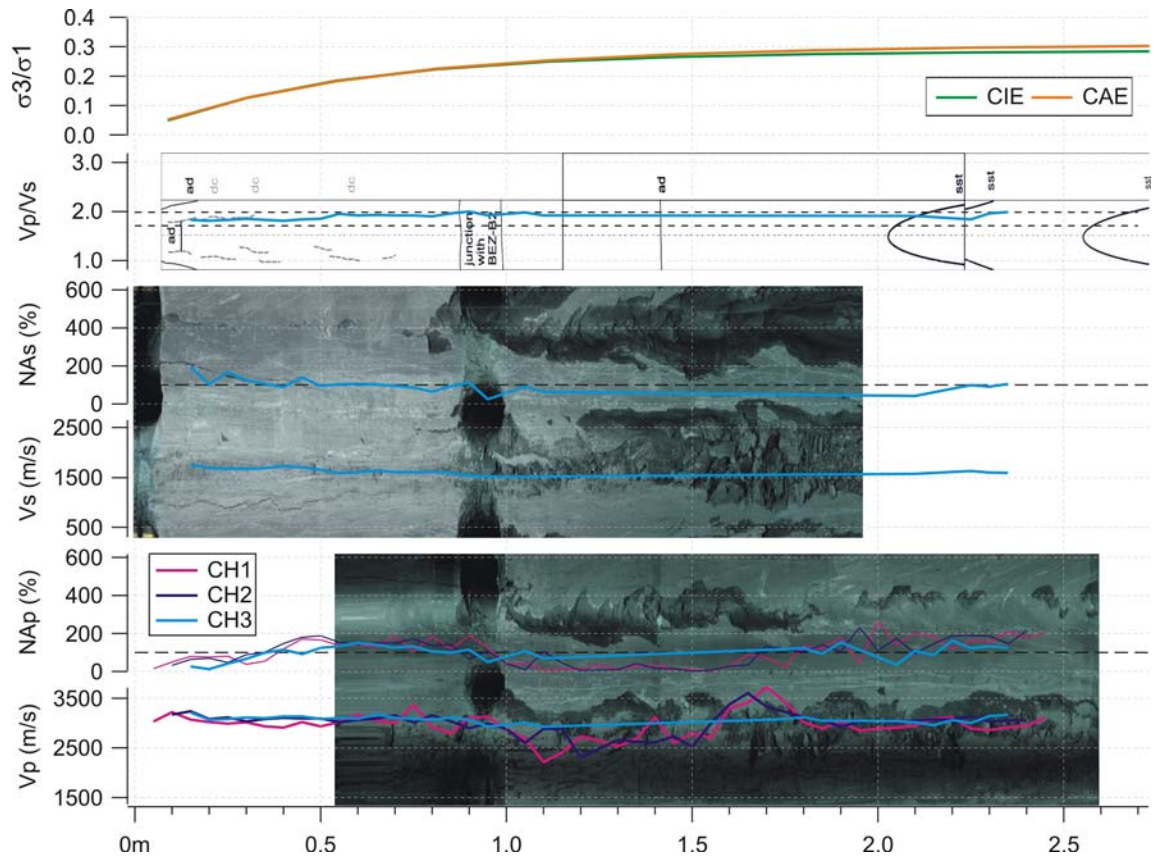 0.4
0.3
0.2
0.1
0.0
σ3/σ1
CIE CAE
3.0
2.0
1.0
Vp/Vs
ad
dc
dc
dc
ad
sst
sst
sst
ad
junction
with
BEZ-B2
600
400
200
0
NAs (%)
2500
1500
500
Vs (m/s)
CH1
CH2
CH3
600
400
200
0
NAp (%)
3500
2500
1500
Vp (m/s)
0m 0.5 1.0 1.5 2.0 2.5